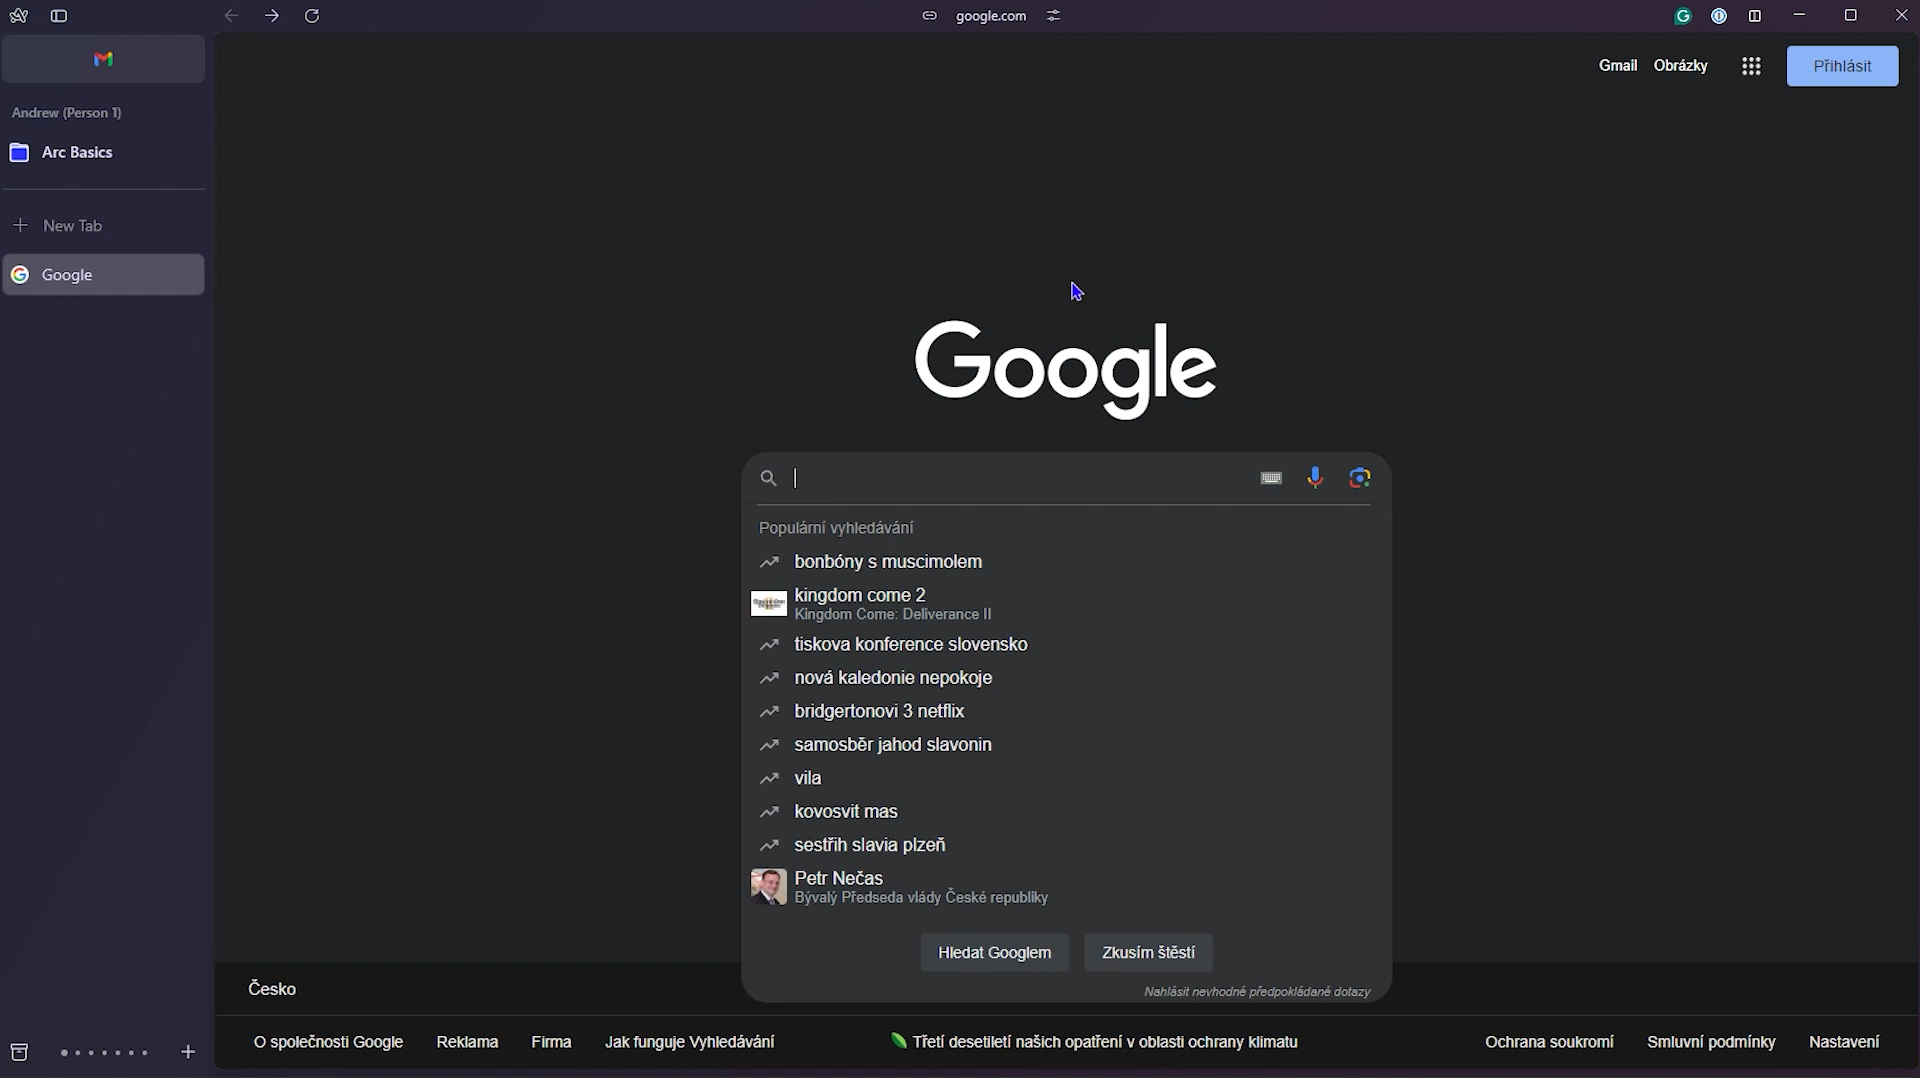 google.com
Andrew (Person 1)
Arc Basics
New Tab
Google
Gmail Obrázky Přihlásit
Google
Populární vyhledávání
bonbóny s muscimolem
kingdom come 2
Kingdom Come: Deliverance II
tiskova konference slovensko
nová kaledonie nepokoje
bridgertonovi 3 netflix
samosběr jahod slavonin
vila
kovosvit mas
sestřih slavia plzeň
Petr Nečas
Bývalý Předseda vlády České republiky
Hledat Googlem Zkusím štěstí
Nahlásit nevhodné předpokládané dotazy
Česko
O společnosti Google Reklama Firma Jak funguje Vyhledávání Třetí desetiletí našich opatření v oblasti ochrany klimatu Ochrana soukromí Smluvní podmínky Nastavení